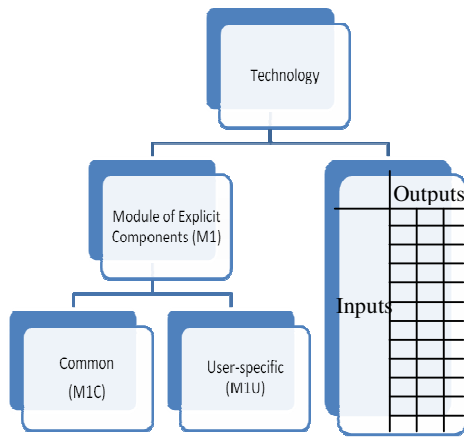 Technology
Module of Explicit
Components (M1)
Outputs
Inputs
Common
(M1C)
User-specific
(M1U)